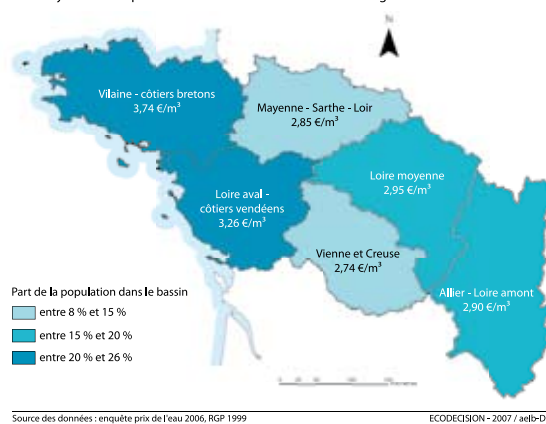 N
Vilaine - côtiers bretons
3,74 €/m³
Mayenne - Sarthe - Loir
2,85 €/m³
Loire moyenne
2,95 €/m³
Loire aval -
côtiers vendéens
3,26 €/m³
Vienne et Creuse
2,74 €/m³
Allier - Loire amont
2,90 €/m³
Part de la population dans le bassin
entre 8 % et 15 %
entre 15 % et 20 %
entre 20 % et 26 %
Source des données : enquête prix de l'eau 2006, RGP 1999
ECODECISION - 2007 / aelb-D